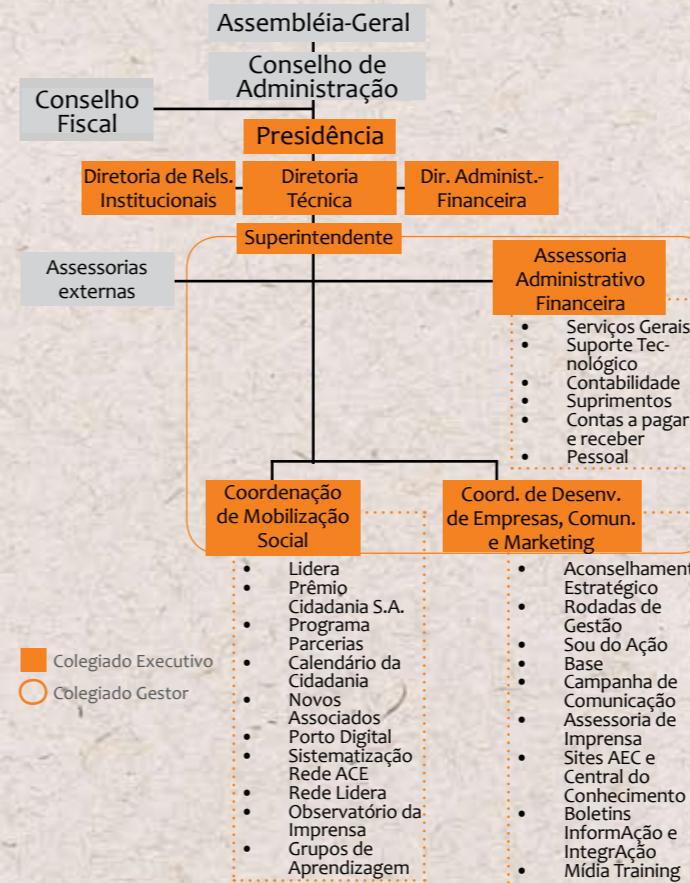 Assembléia-Geral
Conselho de
Administração
Conselho
Fiscal
Presidência
Diretoria de Rels.
Institucionais
Diretoria
Técnica
Dir. Administ.-
Financeira
Superintendente
Assessorias
externas
Assessoria
Administrativo
Financeira
• Serviços Gerais
• Suporte Tec-
nológico
• Contabilidade
• Suprimentos
• Contas a pagar
e receber
• Pessoal
Coordenação
de Mobilização
Social
• Lidera
• Prêmio
Cidadania S.A.
• Programa
Parcerias
• Calendário da
Cidadania
• Novos
Associados
• Porto Digital
• Sistematização
Rede ACE
• Rede Lidera
• Observatório da
Imprensa
• Grupos de
Aprendizagem
Coord. de Desenv.
de Empresas, Comun.
e Marketing
• Aconselhament
Estratégico
• Rodadas de
Gestão
• Sou do Ação
• Base
• Campanha de
Comunicação
• Assessoria de
Imprensa
• Sites AEC e
Central do
Conhecimento
• Boletins
InformAção e
IntegrAção
• Mídia Training
Colegiado Executivo
Colegiado Gestor